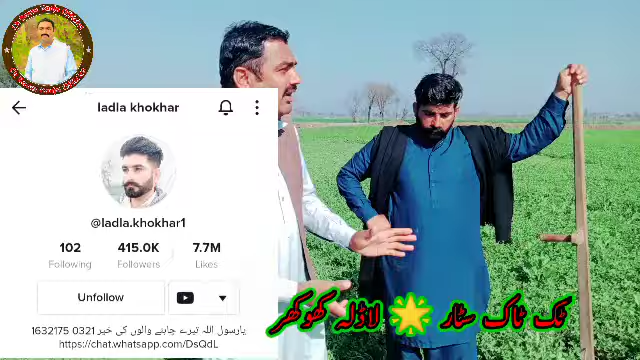 ladla khokhar
@ladla.khokhar1
102 415.0K 7.7M
Following Followers Likes
Unfollow
یارسول اللہ تیرے چاہنے والوں کی خیر 0321 1632175
https://chat.whatsapp.com/DsQdL
ٹک ٹاک سٹار 🌟 لاڈلہ کھوکھر